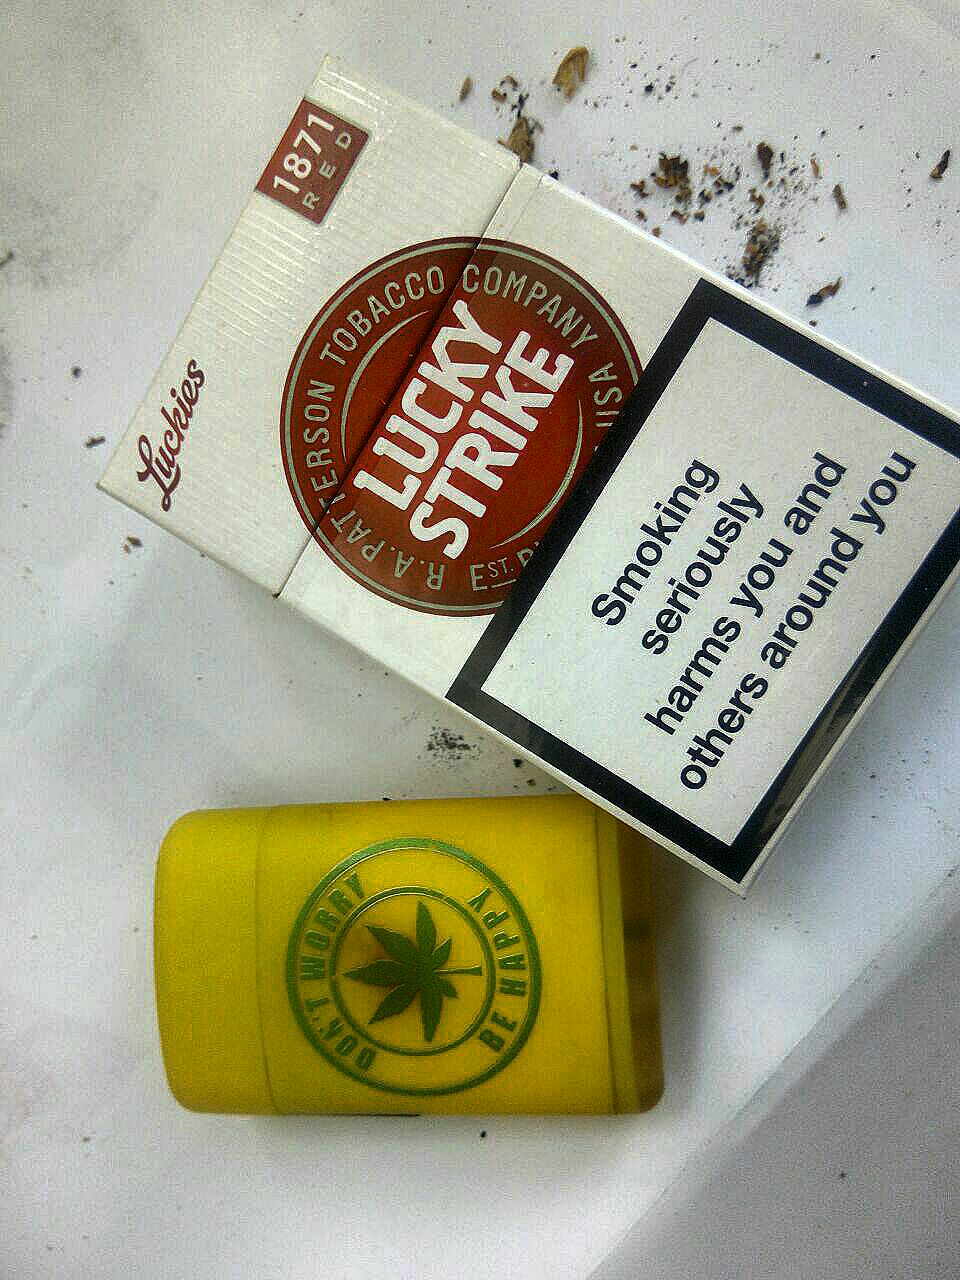 1871
RED
Luckies
R.A. PATTERSON TOBACCO COMPANY
LUCKY
STRIKE
EST.
Smoking
seriously
harms you and
others around you
DON'T WORRY
BE HAPPY